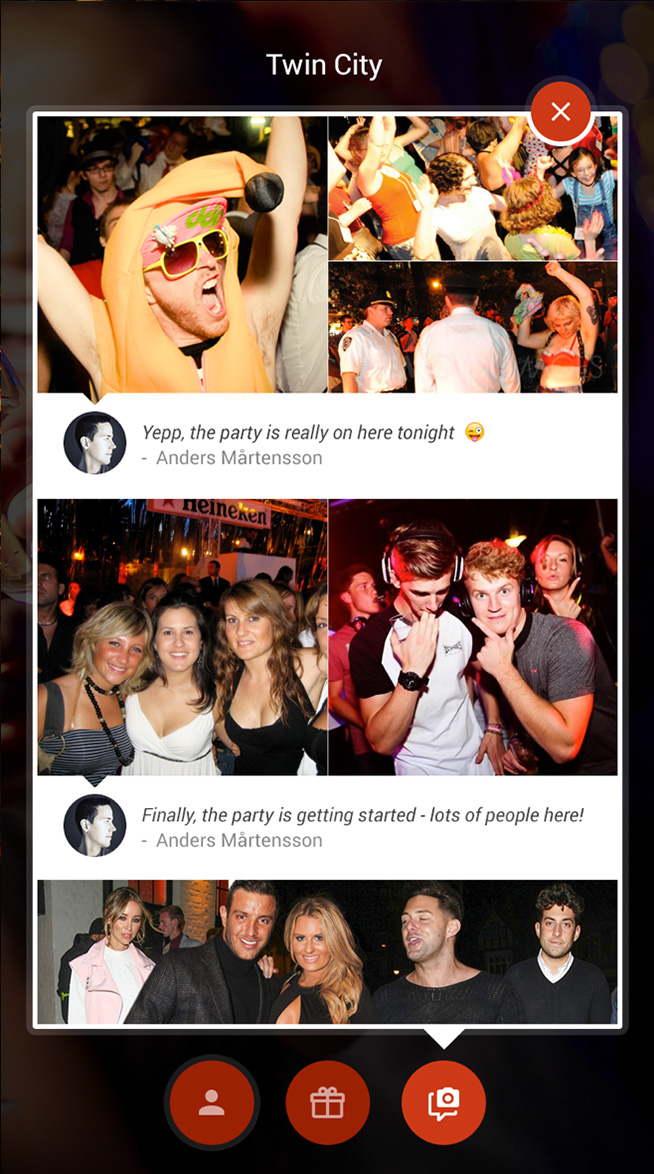 Twin City
Yepp, the party is really on here tonight 😜
- Anders Mårtensson
Heineken
Finally, the party is getting started - lots of people here!
- Anders Mårtensson